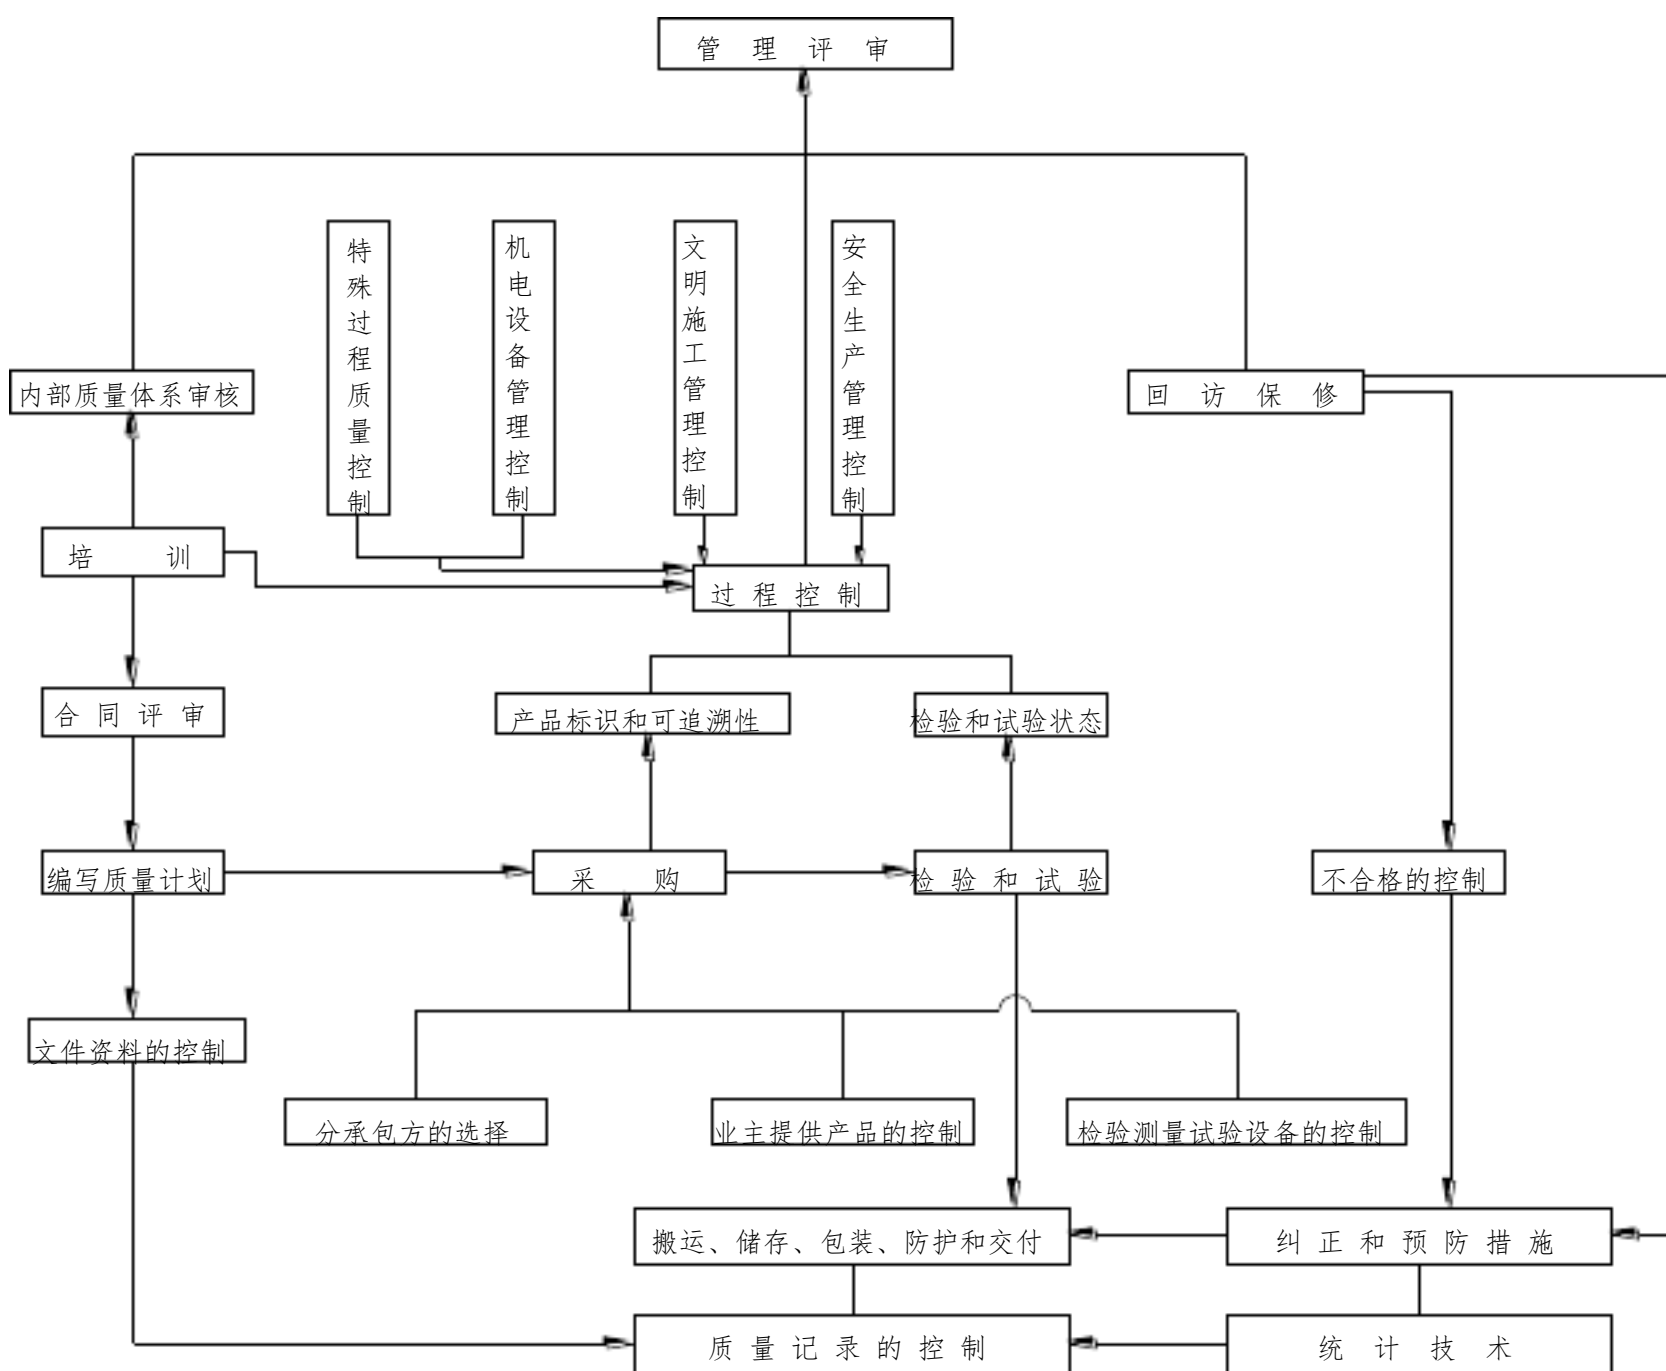 管理评审
特殊过程质量控制
机电设备管理控制
文明施工管理控制
安全生产管理控制
内部质量体系审核
回访保修
培训
过程控制
合同评审
产品标识和可追溯性
检验和试验状态
编写质量计划
采购
检验和试验
不合格的控制
文件资料的控制
分承包方的选择
业主提供产品的控制
检验测量试验设备的控制
搬运、储存、包装、防护和交付
纠正和预防措施
质量记录的控制
统计技术